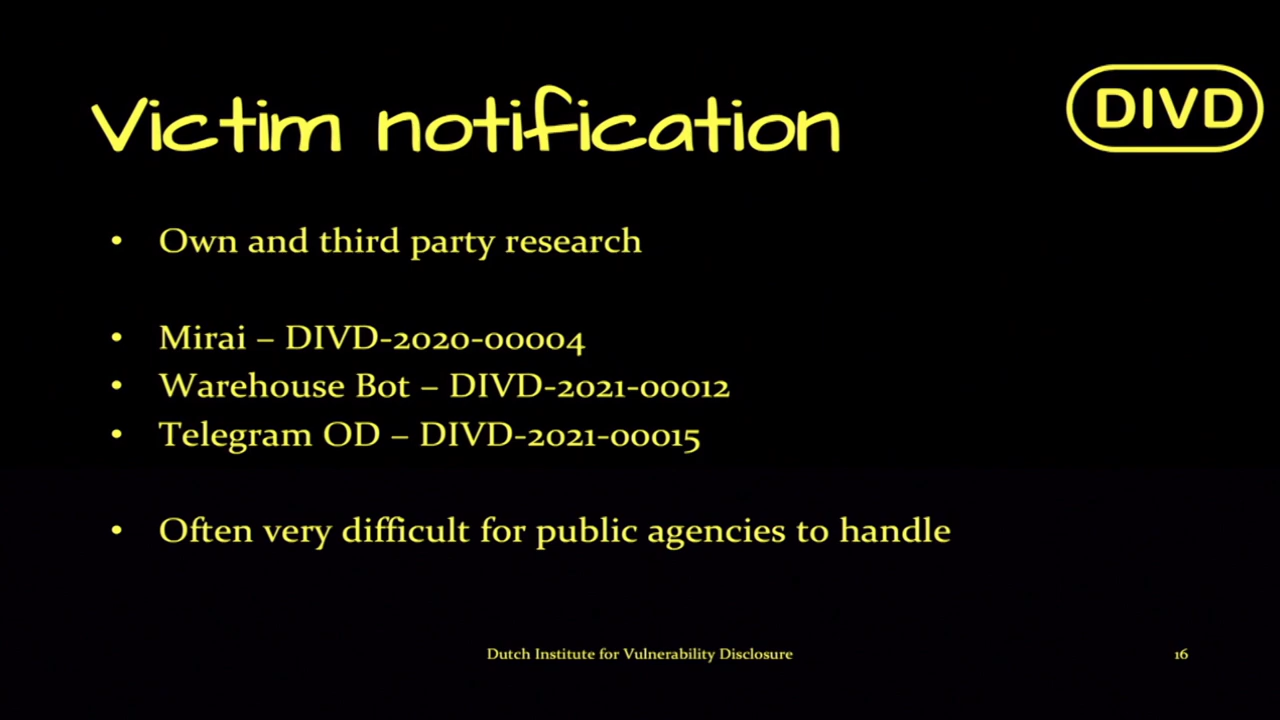 Victim notification
DIVD
• Own and third party research
• Mirai – DIVD-2020-00004
• Warehouse Bot – DIVD-2021-00012
• Telegram OD – DIVD-2021-00015
• Often very difficult for public agencies to handle
Dutch Institute for Vulnerability Disclosure
16